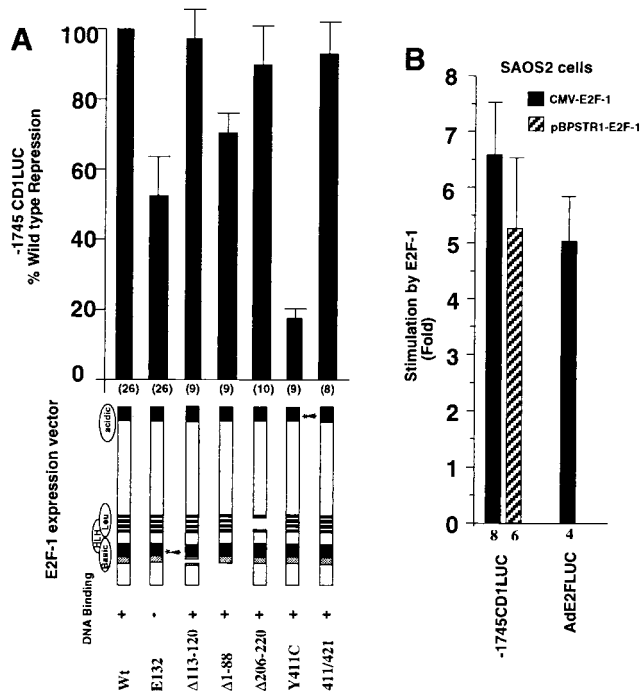 A
-1745 CD1LUC
% Wild type Repression
100
80
60
40
20
0
(26)
(26)
(9)
(9)
(10)
(9)
(8)
E2F-1 expression vector
acidic
Leu
HLH
Basic
DNA Binding
+
-
+
+
+
+
+
Wt
E132
Δ113-120
Δ1-88
Δ206-220
Y411C
411/421
B
SAOS2 cells
CMV-E2F-1
pBPSTR1-E2F-1
Stimulation by E2F-1
(Fold)
8
7
6
5
4
3
2
1
0
8
6
4
-1745CD1LUC
AdE2FLUC